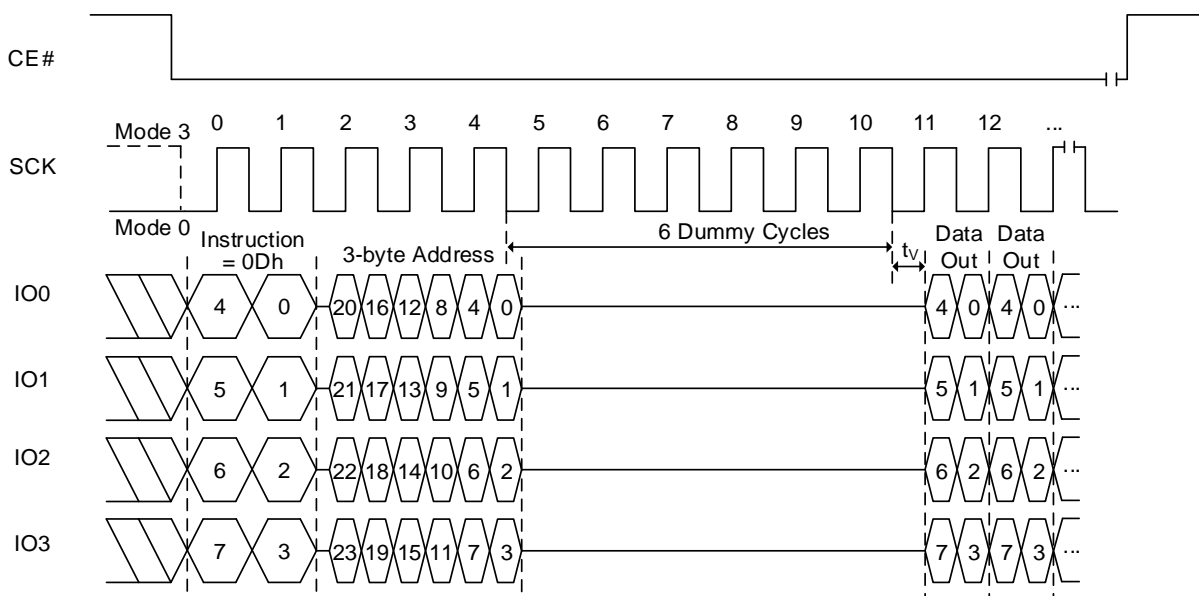 CE#
Mode 3 0 1 2 3 4 5 6 7 8 9 10 11 12 ...
SCK
Mode 0
Instruction = 0Dh
3-byte Address
6 Dummy Cycles
tV
Data Out
Data Out
IO0 4 0 20 16 12 8 4 0 4 0 4 0 ...
IO1 5 1 21 17 13 9 5 1 5 1 5 1 ...
IO2 6 2 22 18 14 10 6 2 6 2 6 2 ...
IO3 7 3 23 19 15 11 7 3 7 3 7 3 ...